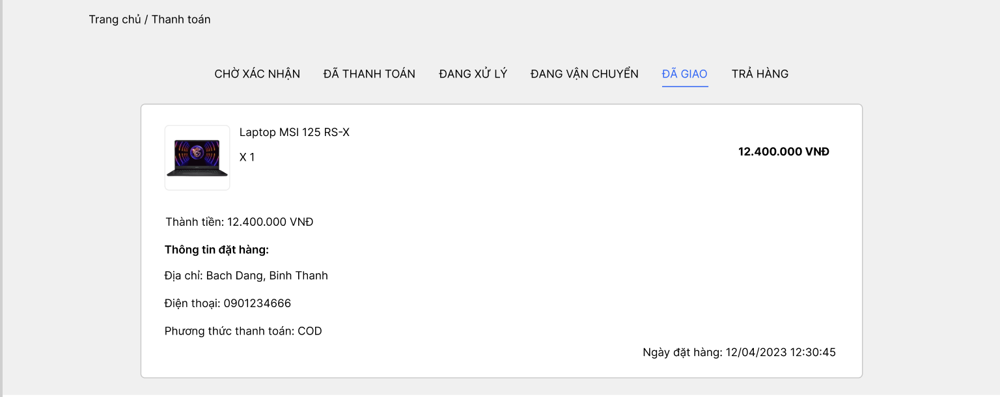 Trang chủ / Thanh toán
CHỜ XÁC NHẬN ĐÃ THANH TOÁN ĐANG XỬ LÝ ĐANG VẬN CHUYỂN ĐÃ GIAO TRẢ HÀNG
Laptop MSI 125 RS-X
X 1
12.400.000 VNĐ
Thành tiền: 12.400.000 VNĐ
Thông tin đặt hàng:
Địa chỉ: Bach Dang, Binh Thanh
Điện thoại: 0901234666
Phương thức thanh toán: COD
Ngày đặt hàng: 12/04/2023 12:30:45